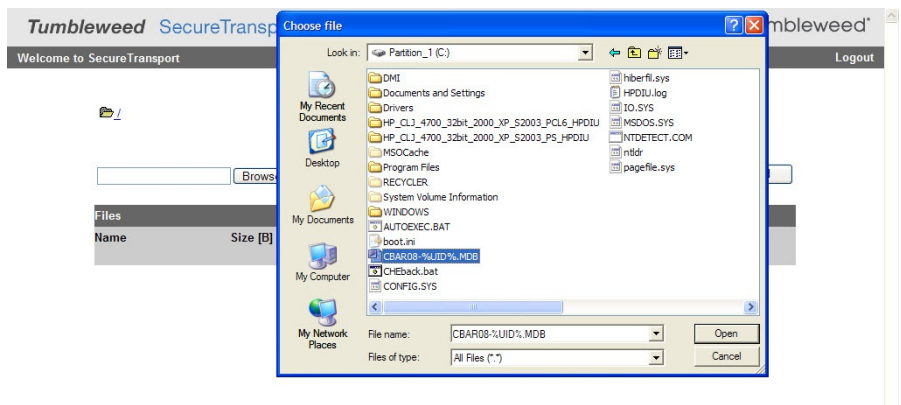 Tumbleweed SecureTransp
Choose file
mbleweed
Welcome to SecureTransport
Logout
Look in: Partition_1 (C:)
/
Brows
Files
Name Size [B]
My Recent Documents
Desktop
My Documents
My Computer
My Network Places
DMI
Documents and Settings
Drivers
HP_CLJ_4700_32bit_2000_XP_S2003_PCL6_HPDIU
HP_CLJ_4700_32bit_2000_XP_S2003_PS_HPDIU
MSOCache
Program Files
RECYCLER
System Volume Information
WINDOWS
AUTOEXEC.BAT
boot.ini
CBAR08-%UID%.MDB
CHEback.bat
CONFIG.SYS
hiberfil.sys
HPDIU.log
IO.SYS
MSDOS.SYS
NTDETECT.COM
ntldr
pagefile.sys
File name: CBAR08-%UID%.MDB
Open
Files of type: All Files (*.*)
Cancel